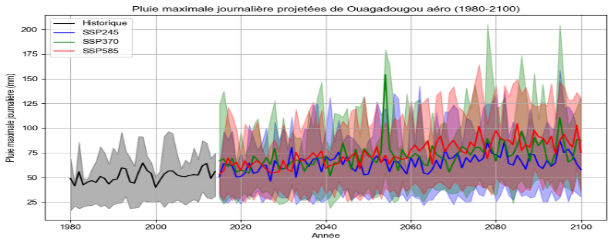 Pluie maximale journalière projetées de Ouagadougou aéro (1980-2100)
Historique
SSP245
SSP370
SSP585
Pluie maximale journalière (mm)
200
175
150
125
100
75
50
25
1980
2000
2020
2040
2060
2080
2100
Année